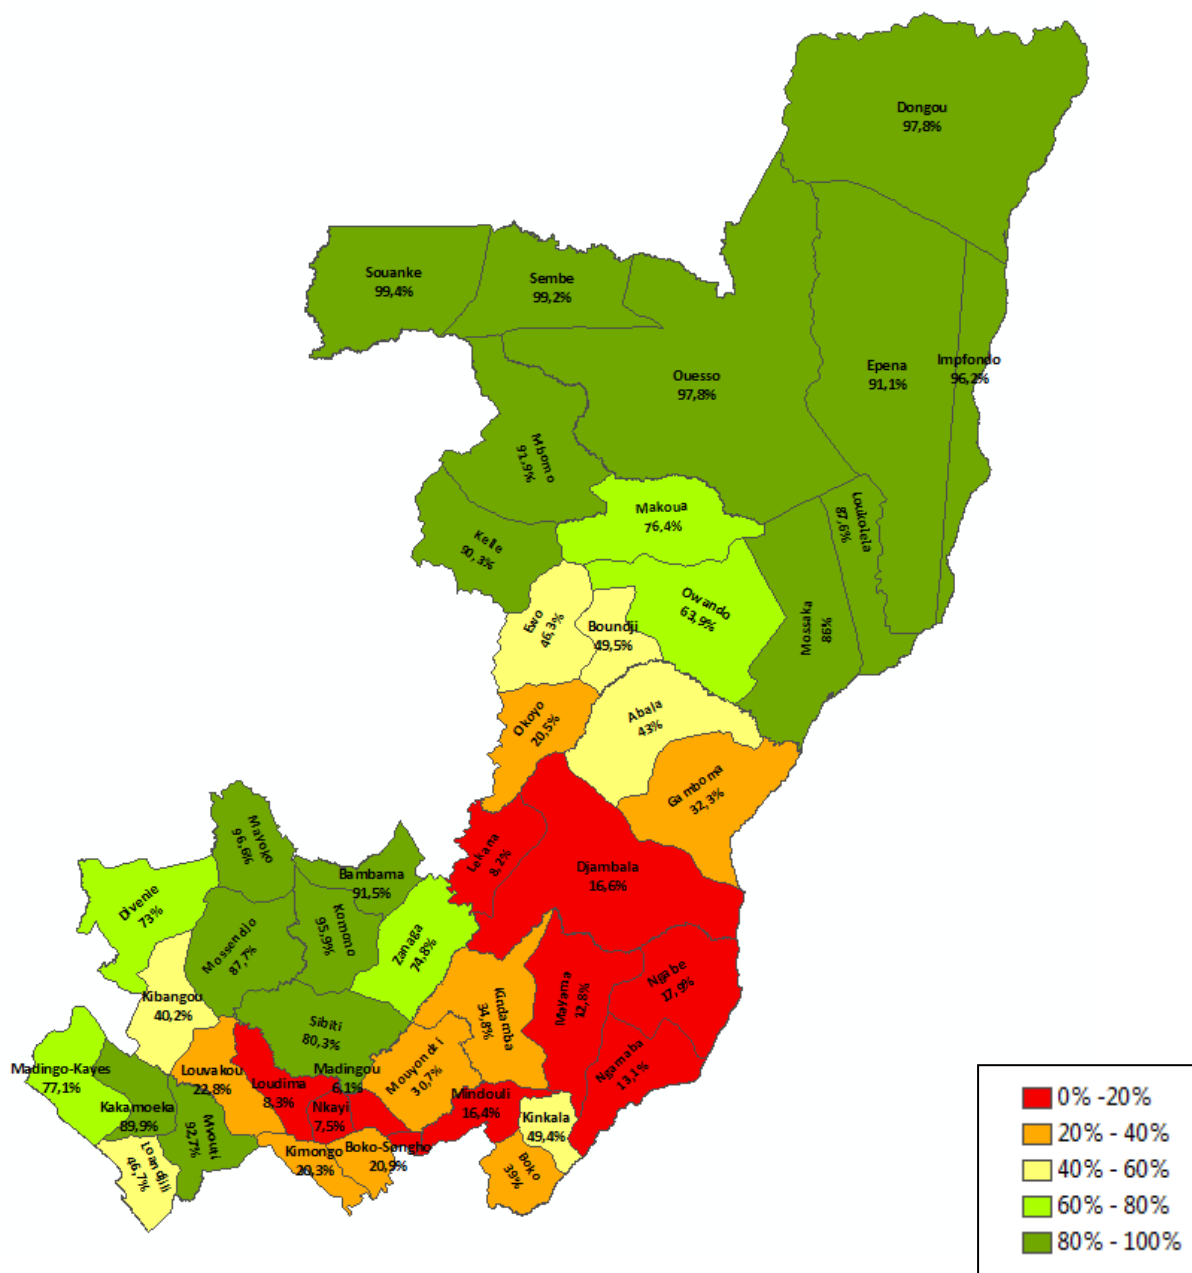 Dongou
97,8%
Souanke
99,4%
Sembe
99,2%
Ouesso
97,8%
Epena
91,1%
Impfondo
96,2%
Mbomo
91,9%
Kelle
90,3%
Makoua
76,4%
Loukolela
87,6%
Owando
63,9%
Mossaka
86%
Ewo
46,3%
Boundji
49,5%
Okoyo
20,5%
Abala
43%
Gamboma
32,3%
Lekana
8,2%
Djambala
16,6%
Mayoko
96,6%
Bambama
91,5%
Divenie
73%
Mossendjo
87,7%
Komono
95,9%
Zanaga
74,8%
Kibangou
40,2%
Sibiti
80,3%
Kindamba
34,8%
Mayama
12,8%
Ngabe
17,9%
Ngamaba
13,1%
Madingo-Kayes
77,1%
Kakamoeka
89,9%
Mvouti
92,7%
Loandjili
46,7%
Louvakou
22,8%
Loudima
8,3%
Madingou
6,1%
Nkayi
7,5%
Mouyondzi
30,7%
Mindouli
16,4%
Kinkala
49,4%
Kimongo
20,3%
Boko-Songho
20,9%
Boko
39%
0% -20%
20% - 40%
40% - 60%
60% - 80%
80% - 100%